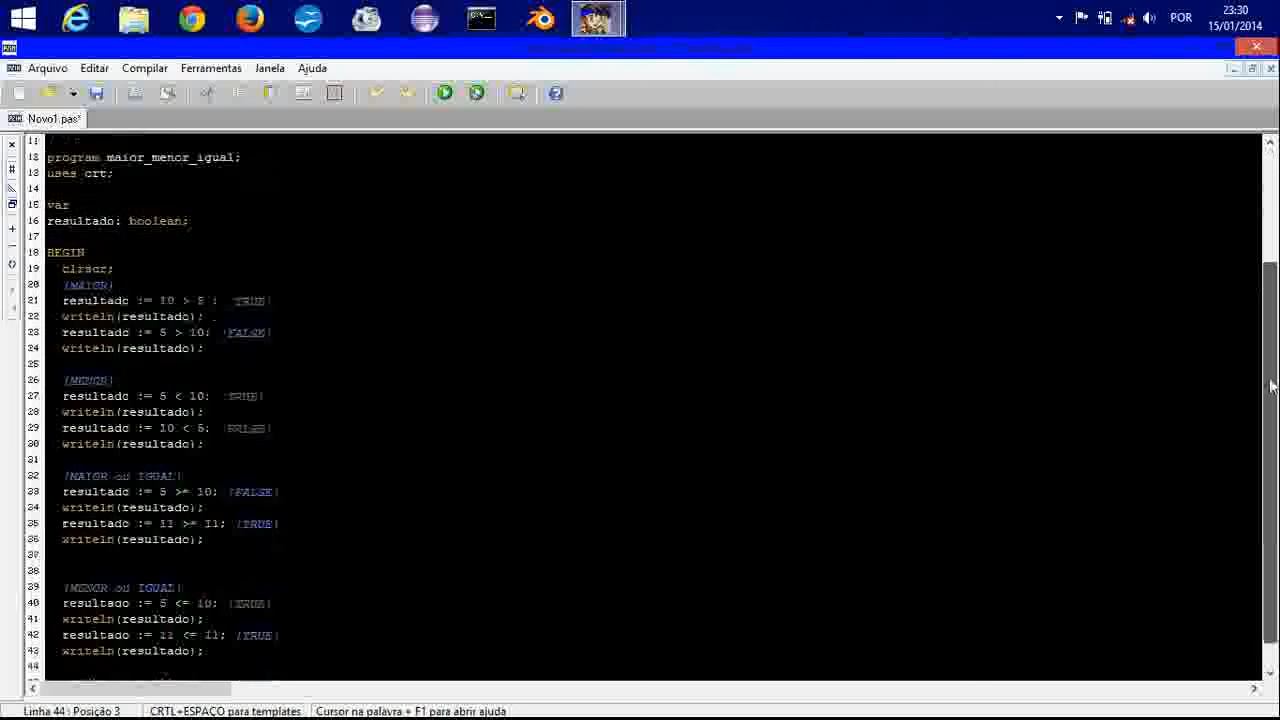 23:30
POR
15/01/2014
Arquivo Editar Compilar Ferramentas Janela Ajuda
Novo1.pas*
11
12 program maior_menor_igual;
13 uses crt;
14
15 var
16 resultado: boolean;
17
18 BEGIN
19 clrscr;
20 {MAIOR}
21 resultado := 10 > 5 ; {TRUE}
22 writeln(resultado);
23 resultado := 5 > 10; {FALSE}
24 writeln(resultado);
25
26 {MENOR}
27 resultado := 5 < 10; {TRUE}
28 writeln(resultado);
29 resultado := 10 < 5; {FALSE}
30 writeln(resultado);
31
32 {MAIOR ou IGUAL}
33 resultado := 5 >= 10; {FALSE}
34 writeln(resultado);
35 resultado := 11 >= 11; {TRUE}
36 writeln(resultado);
37
38
39 {MENOR ou IGUAL}
40 resultado := 5 <= 10; {TRUE}
41 writeln(resultado);
42 resultado := 11 <= 11; {TRUE}
43 writeln(resultado);
44
Linha 44 Posição 3 CRTL+ESPAÇO para templates Cursor na palavra + F1 para abrir ajuda